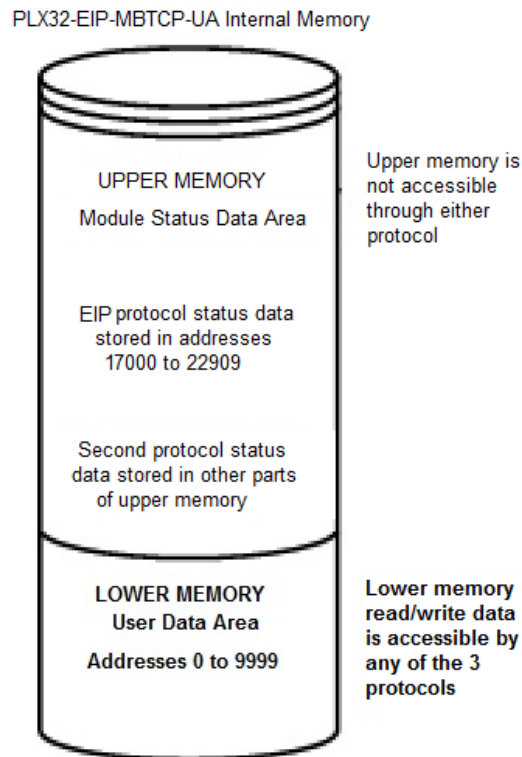 PLX32-EIP-MBTCP-UA Internal Memory
UPPER MEMORY
Module Status Data Area
Upper memory is
not accessible
through either
protocol
EIP protocol status data
stored in addresses
17000 to 22909
Second protocol status
data stored in other parts
of upper memory
LOWER MEMORY
User Data Area
Addresses 0 to 9999
Lower memory
read/write data
is accessible by
any of the 3
protocols